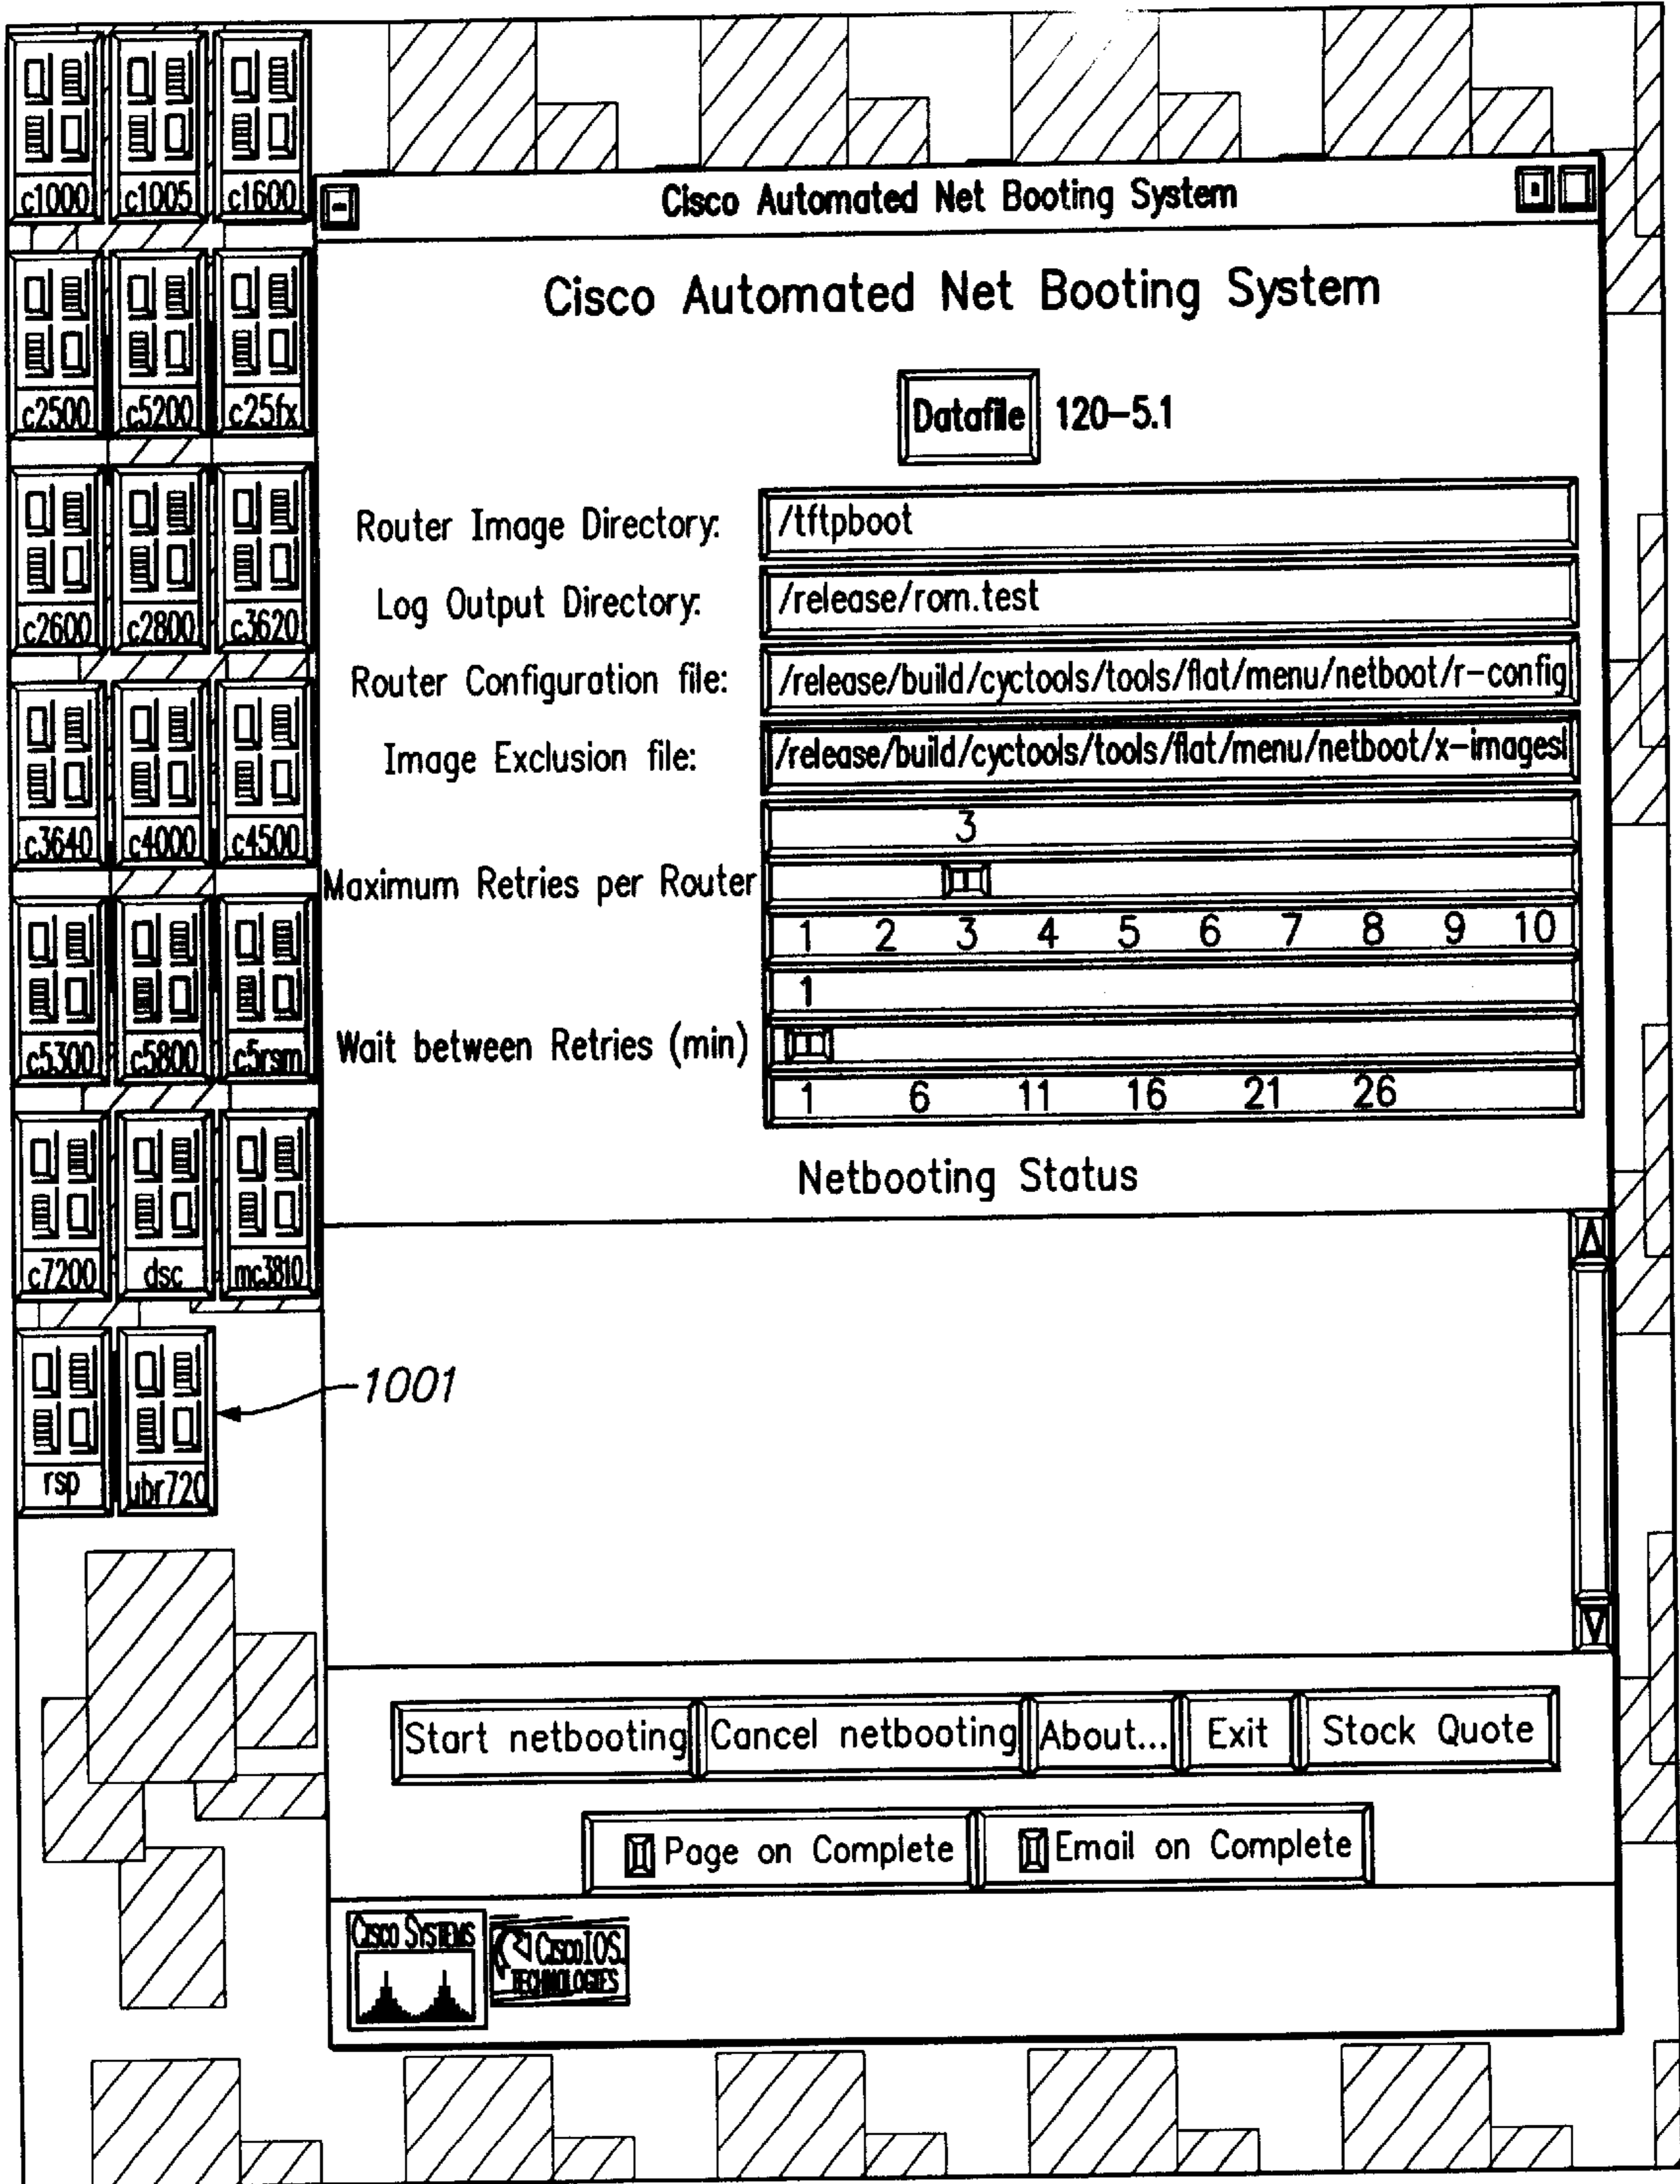 c1000 c1005 c1600
Cisco Automated Net Booting System
c2500 c5200 c25fx
Cisco Automated Net Booting System
Datafile 120-5.1
c2600 c2800 c3620
Router Image Directory: /tftpboot
Log Output Directory: /release/rom.test
Router Configuration file: /release/build/cyctools/tools/flat/menu/netboot/r-config
Image Exclusion file: /release/build/cyctools/tools/flat/menu/netboot/x-images
c3640 c4000 c4500
3
Maximum Retries per Router
1 2 3 4 5 6 7 8 9 10
1
c5300 c5800 c5rsm
Wait between Retries (min)
1 6 11 16 21 26
Netbooting Status
c7200 dsc mc3810
1001
rsp ubr720
Start netbooting Cancel netbooting About... Exit Stock Quote
Page on Complete Email on Complete
CISCO SYSTEMS
CISCO IOS.
TECHNOLOGIES